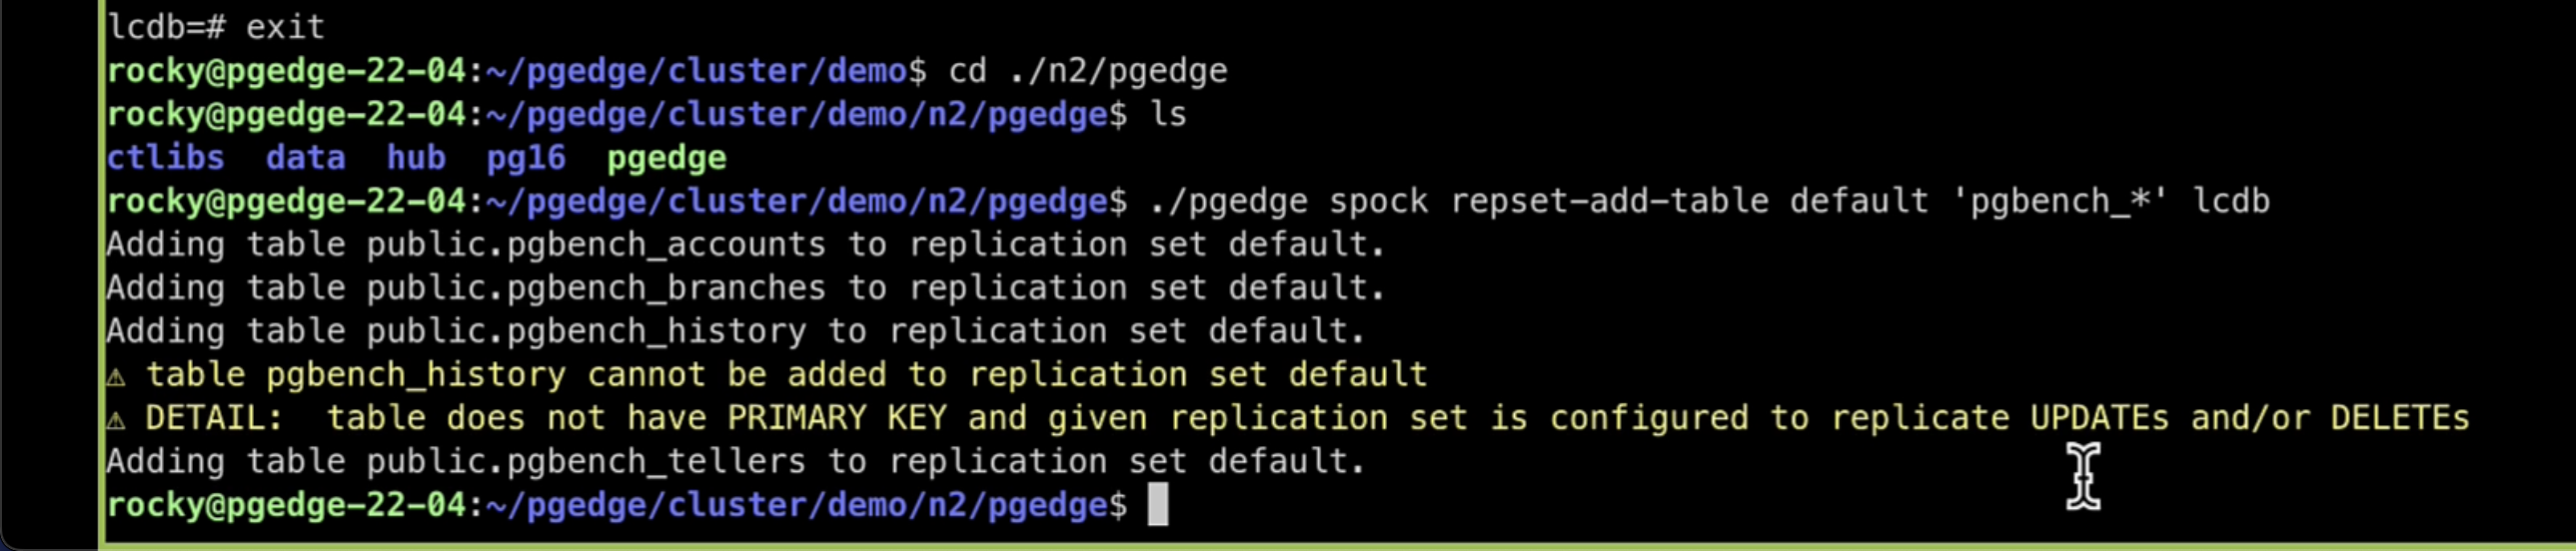 lcdb=# exit
rocky@pgedge-22-04:~/pgedge/cluster/demo$ cd ./n2/pgedge
rocky@pgedge-22-04:~/pgedge/cluster/demo/n2/pgedge$ ls
ctlibs  data  hub  pg16  pgedge
rocky@pgedge-22-04:~/pgedge/cluster/demo/n2/pgedge$ ./pgedge spock repset-add-table default 'pgbench_*' lcdb
Adding table public.pgbench_accounts to replication set default.
Adding table public.pgbench_branches to replication set default.
Adding table public.pgbench_history to replication set default.
⚠ table pgbench_history cannot be added to replication set default
⚠ DETAIL:  table does not have PRIMARY KEY and given replication set is configured to replicate UPDATEs and/or DELETEs
Adding table public.pgbench_tellers to replication set default.
rocky@pgedge-22-04:~/pgedge/cluster/demo/n2/pgedge$